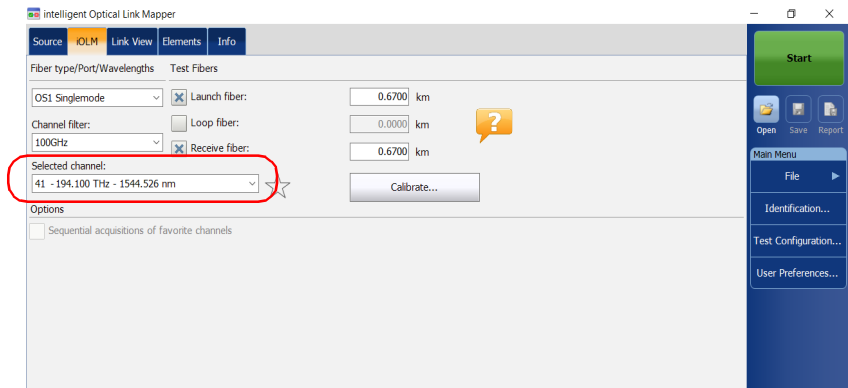 intelligent Optical Link Mapper
Source iOLM Link View Elements Info
Fiber type/Port/Wavelengths Test Fibers
OS1 Singlemode
Launch fiber: 0.6700 km
Channel filter:
Loop fiber: 0.0000 km
100GHz
Receive fiber: 0.6700 km
Selected channel:
41 - 194.100 THz - 1544.526 nm
Calibrate...
Options
Sequential acquisitions of favorite channels
?
Start
Open Save Report
Main Menu
File
Identification...
Test Configuration...
User Preferences...